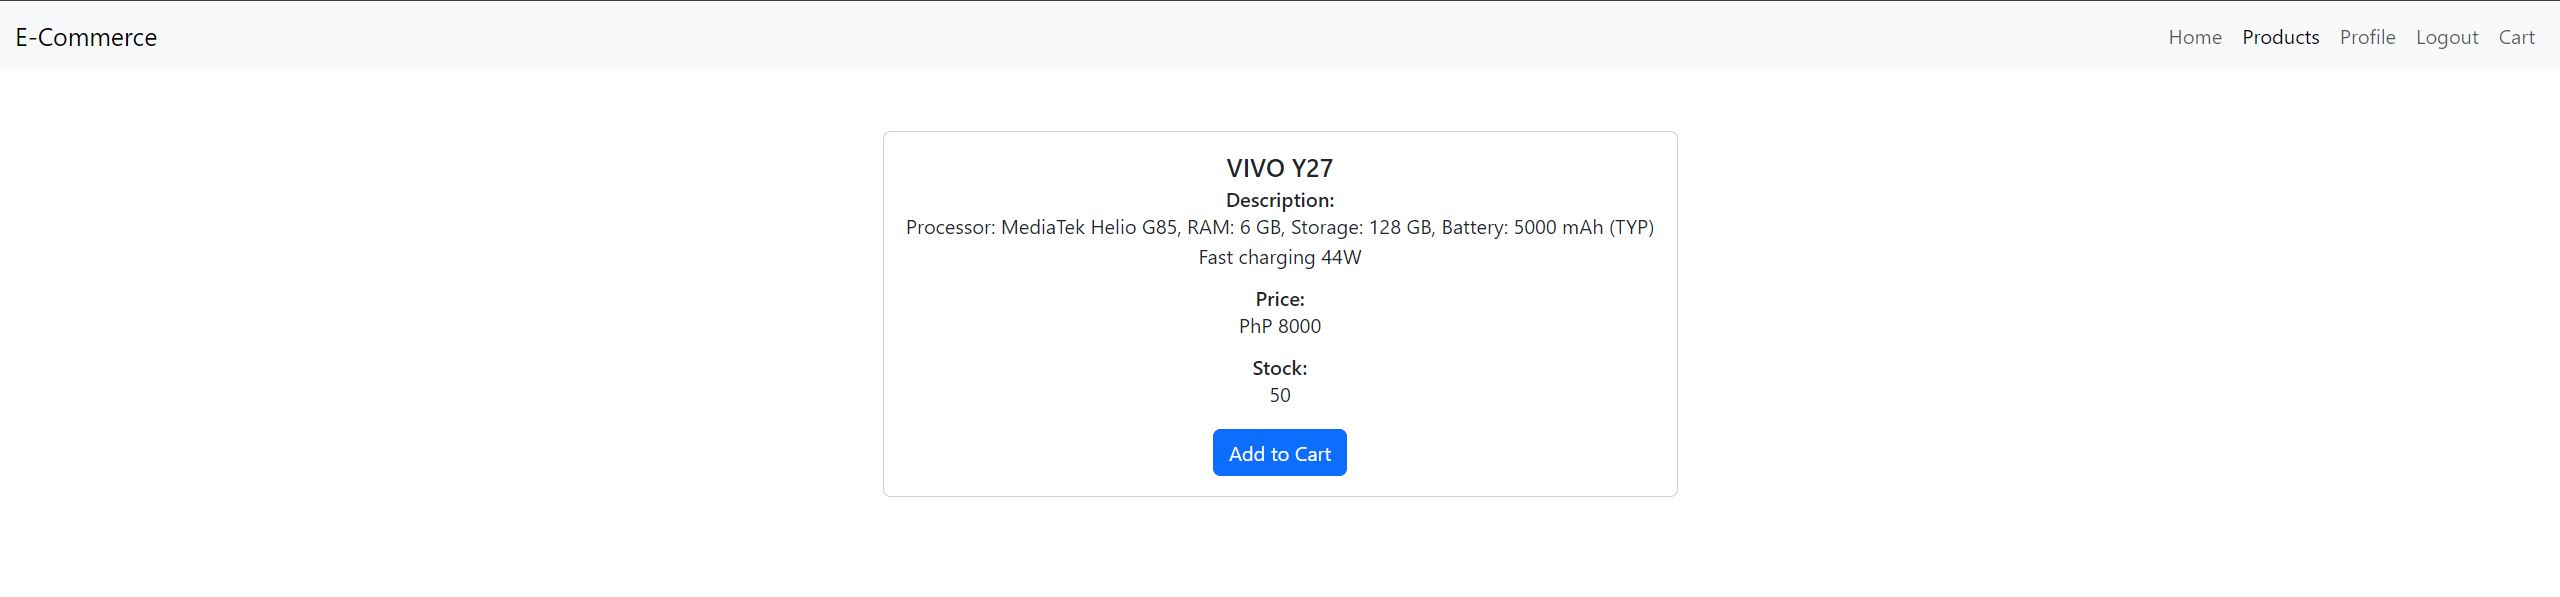 E-Commerce
Home Products Profile Logout Cart
VIVO Y27
Description:
Processor: MediaTek Helio G85, RAM: 6 GB, Storage: 128 GB, Battery: 5000 mAh (TYP)
Fast charging 44W
Price:
PhP 8000
Stock:
50
Add to Cart